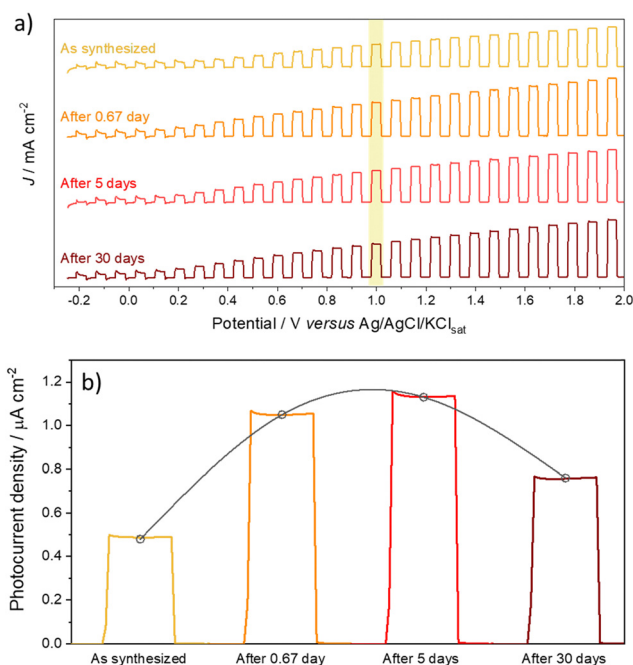 a)
As synthesized
After 0.67 day
After 5 days
After 30 days
J / mA cm⁻²
-0.2 0.0 0.2 0.4 0.6 0.8 1.0 1.2 1.4 1.6 1.8 2.0
Potential / V versus Ag/AgCl/KCl_sat
b)
Photocurrent density / μA cm⁻²
1.2
1.0
0.8
0.6
0.4
0.2
0.0
As synthesized After 0.67 day After 5 days After 30 days